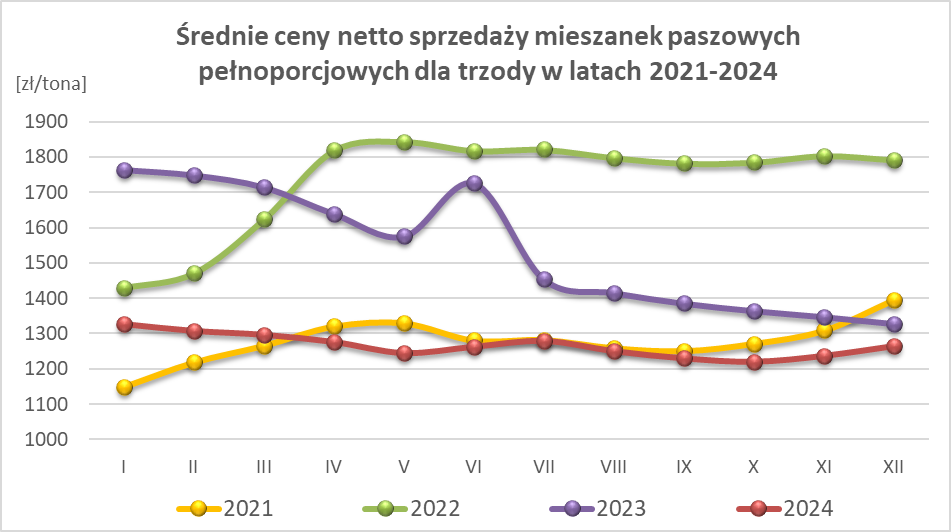 Średnie ceny netto sprzedaży mieszanek paszowych
pełnoporcjowych dla trzody w latach 2021-2024
[zł/tona]
1900
1800
1700
1600
1500
1400
1300
1200
1100
1000
I II III IV V VI VII VIII IX X XI XII
2021 2022 2023 2024